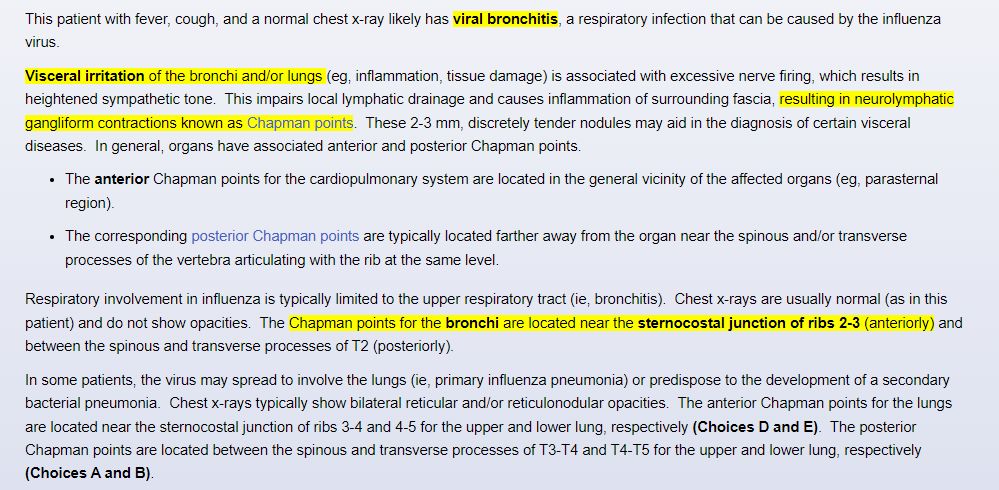 This patient with fever, cough, and a normal chest x-ray likely has viral bronchitis, a respiratory infection that can be caused by the influenza
virus.
Visceral irritation of the bronchi and/or lungs (eg, inflammation, tissue damage) is associated with excessive nerve firing, which results in
heightened sympathetic tone. This impairs local lymphatic drainage and causes inflammation of surrounding fascia, resulting in neurolymphatic
gangliform contractions known as Chapman points. These 2-3 mm, discretely tender nodules may aid in the diagnosis of certain visceral
diseases. In general, organs have associated anterior and posterior Chapman points.
• The anterior Chapman points for the cardiopulmonary system are located in the general vicinity of the affected organs (eg, parasternal
region).
• The corresponding posterior Chapman points are typically located farther away from the organ near the spinous and/or transverse
processes of the vertebra articulating with the rib at the same level.
Respiratory involvement in influenza is typically limited to the upper respiratory tract (ie, bronchitis). Chest x-rays are usually normal (as in this
patient) and do not show opacities. The Chapman points for the bronchi are located near the sternocostal junction of ribs 2-3 (anteriorly) and
between the spinous and transverse processes of T2 (posteriorly).
In some patients, the virus may spread to involve the lungs (ie, primary influenza pneumonia) or predispose to the development of a secondary
bacterial pneumonia. Chest x-rays typically show bilateral reticular and/or reticulonodular opacities. The anterior Chapman points for the lungs
are located near the sternocostal junction of ribs 3-4 and 4-5 for the upper and lower lung, respectively (Choices D and E). The posterior
Chapman points are located between the spinous and transverse processes of T3-T4 and T4-T5 for the upper and lower lung, respectively
(Choices A and B).